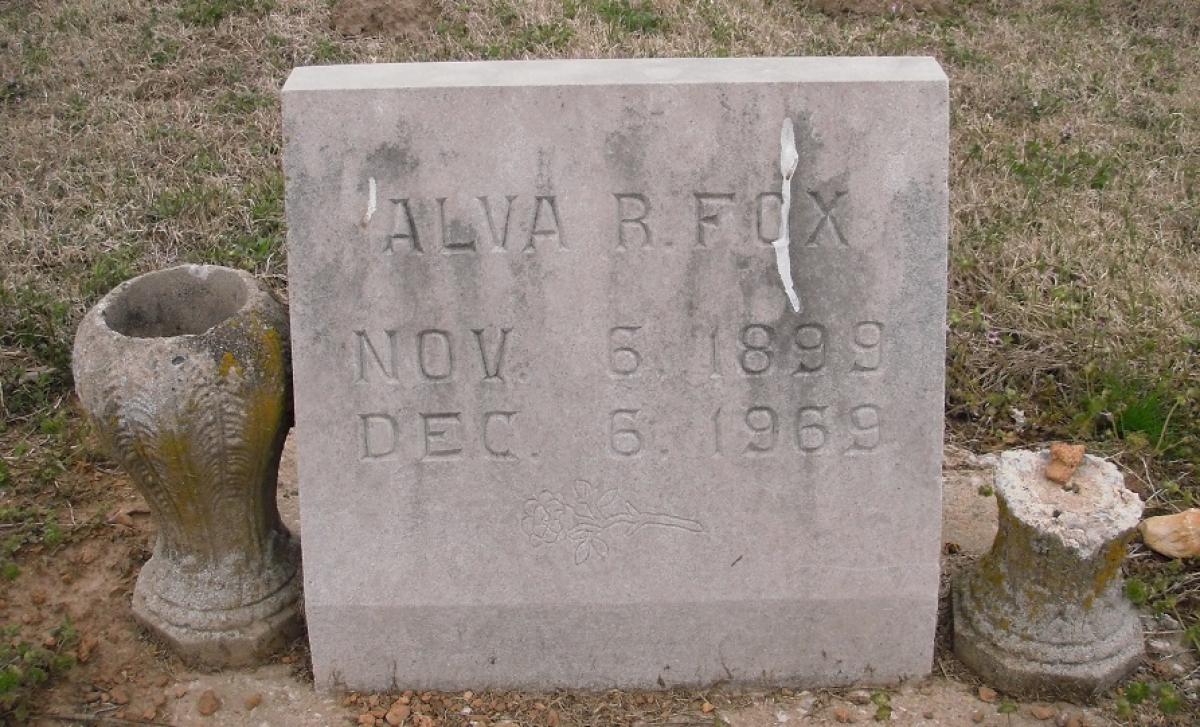 ALVA R. FOX
NOV. 6. 1899
DEC. 6. 1969